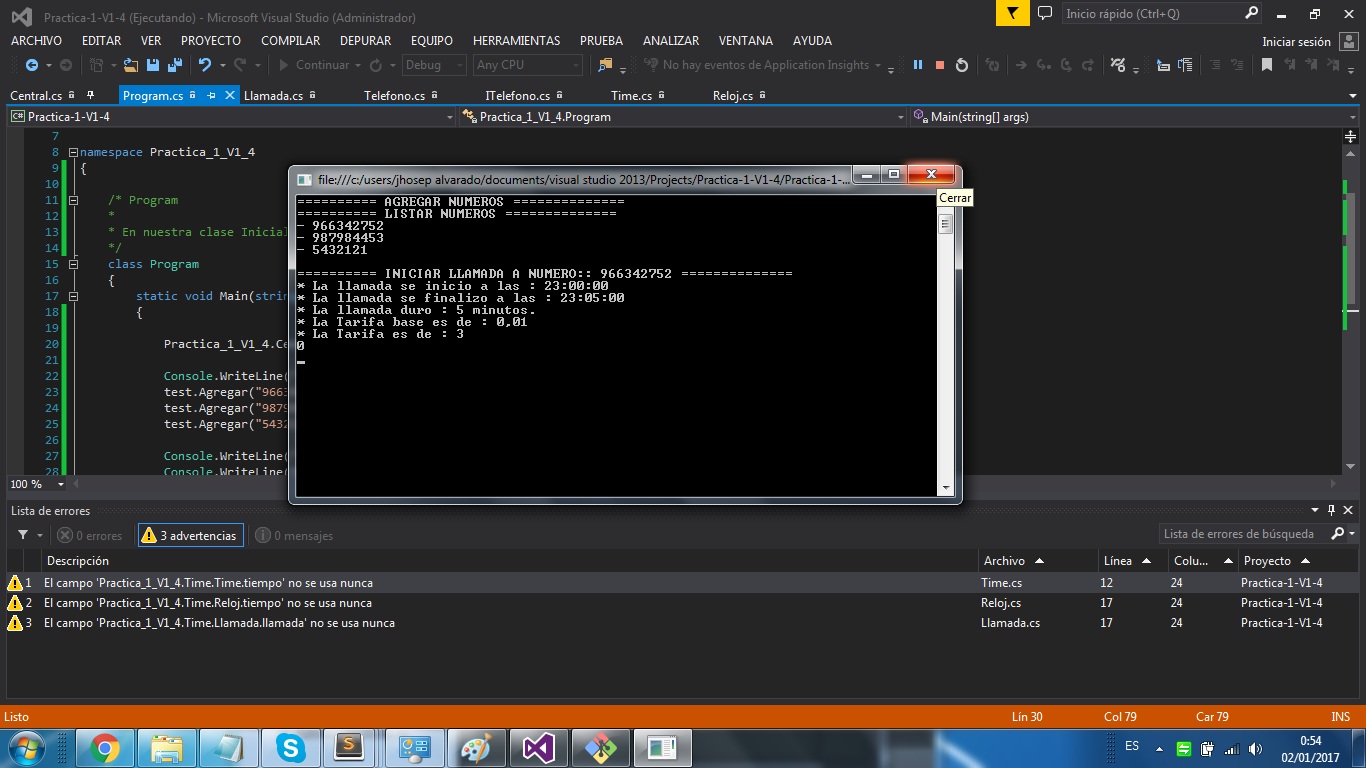 Practica-1-V1-4 (Ejecutando) - Microsoft Visual Studio (Administrador)
Inicio rápido (Ctrl+Q)
ARCHIVO EDITAR VER PROYECTO COMPILAR DEPURAR EQUIPO HERRAMIENTAS PRUEBA ANALIZAR VENTANA AYUDA
Iniciar sesión
Continuar Debug Any CPU No hay eventos de Application Insights
Central.cs Program.cs Llamada.cs Telefono.cs ITelefono.cs Time.cs Reloj.cs
C# Practica-1-V1-4 Practica_1_V1_4.Program Main(string[] args)
7
8 namespace Practica_1_V1_4
9 {
10
11 /* Program
12 *
13 * En nuestra clase Inicial
14 */
15 class Program
16 {
17 static void Main(strin
18 {
19
20 Practica_1_V1_4.Ce
21
22 Console.WriteLine(
23 test.Agregar("9663
24 test.Agregar("9879
25 test.Agregar("5432
26
27 Console.WriteLine(
28 Console.WriteLine(
100 %
file:///c:/users/jhosep alvarado/documents/visual studio 2013/Projects/Practica-1-V1-4/Practica-1-...
Cerrar
========== AGREGAR NUMEROS ==============
========== LISTAR NUMEROS ==============
- 966342752
- 987984453
- 5432121
========== INICIAR LLAMADA A NUMERO:: 966342752 ==============
* La llamada se inicio a las : 23:00:00
* La llamada se finalizo a las : 23:05:00
* La llamada duro : 5 minutos.
* La Tarifa base es de : 0,01
* La Tarifa es de : 3
0
Lista de errores
0 errores 3 advertencias 0 mensajes
Lista de errores de búsqueda
Descripción Archivo Línea Colu... Proyecto
1 El campo 'Practica_1_V1_4.Time.Time.tiempo' no se usa nunca Time.cs 12 24 Practica-1-V1-4
2 El campo 'Practica_1_V1_4.Time.Reloj.tiempo' no se usa nunca Reloj.cs 17 24 Practica-1-V1-4
3 El campo 'Practica_1_V1_4.Time.Llamada.llamada' no se usa nunca Llamada.cs 17 24 Practica-1-V1-4
Listo Lín 30 Col 79 Car 79 INS
ES
0:54
02/01/2017